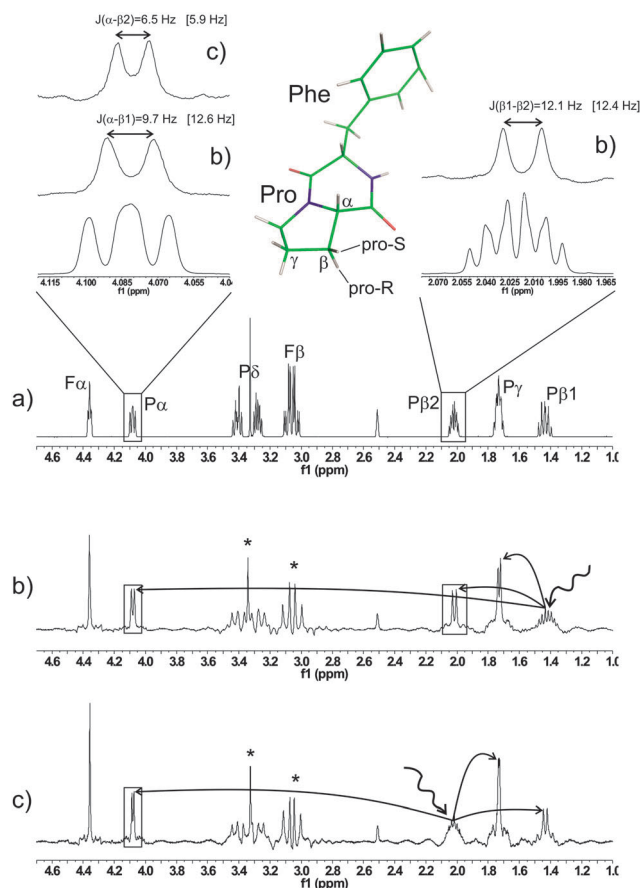 J(α-β2)=6.5 Hz [5.9 Hz]
c)
J(α-β1)=9.7 Hz [12.6 Hz]
b)
4.115 4.100 4.085 4.070 4.055 4.04
f1 (ppm)
Phe
Pro
α
γ
β
pro-S
pro-R
J(β1-β2)=12.1 Hz [12.4 Hz]
b)
2.070 2.055 2.040 2.025 2.010 1.995 1.980 1.965
f1 (ppm)
a)
Fα
Pα
Pδ
Fβ
Pβ2
Pγ
Pβ1
4.6 4.4 4.2 4.0 3.8 3.6 3.4 3.2 3.0 2.8 2.6 2.4 2.2 2.0 1.8 1.6 1.4 1.2 1.0
f1 (ppm)
b)
* *
4.6 4.4 4.2 4.0 3.8 3.6 3.4 3.2 3.0 2.8 2.6 2.4 2.2 2.0 1.8 1.6 1.4 1.2 1.0
f1 (ppm)
c)
* *
4.6 4.4 4.2 4.0 3.8 3.6 3.4 3.2 3.0 2.8 2.6 2.4 2.2 2.0 1.8 1.6 1.4 1.2 1.0
f1 (ppm)